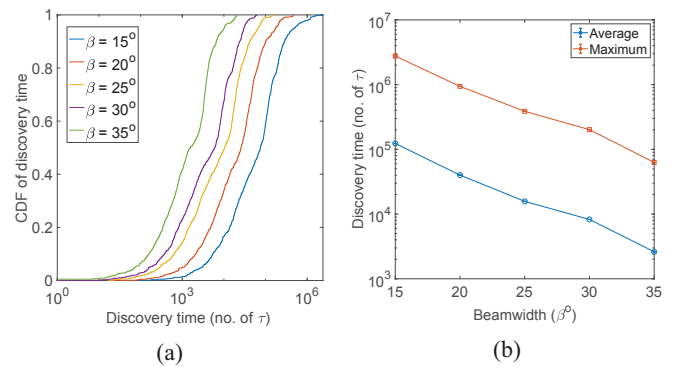 1
0.8
0.6
0.4
0.2
0
CDF of discovery time
β = 15°
β = 20°
β = 25°
β = 30°
β = 35°
10⁰ 10³ 10⁶
Discovery time (no. of τ)
(a)
10⁷
10⁶
10⁵
10⁴
10³
Discovery time (no. of τ)
Average
Maximum
15 20 25 30 35
Beamwidth (β°)
(b)